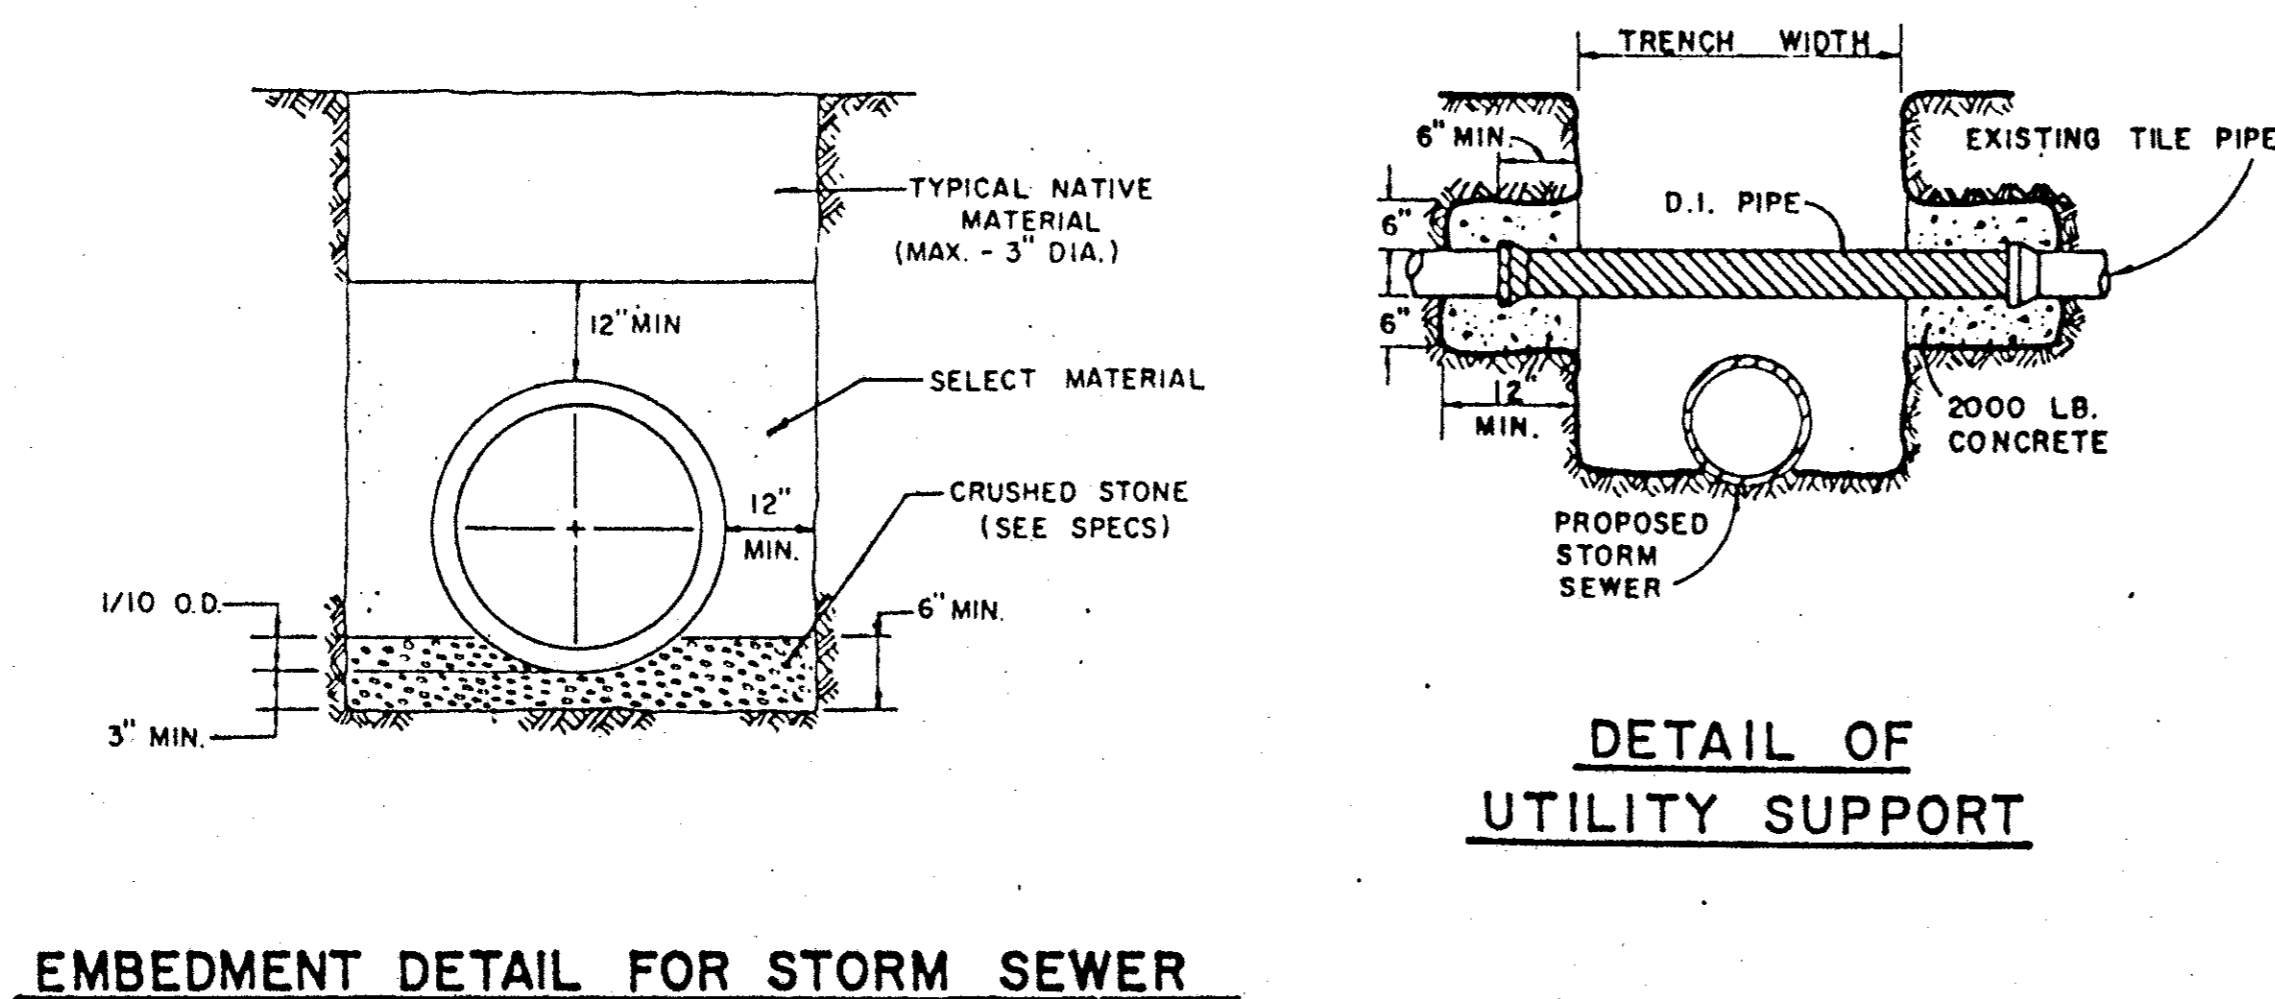 TYPICAL NATIVE
MATERIAL
(MAX. - 3" DIA.)
12" MIN
SELECT MATERIAL
CRUSHED STONE
(SEE SPECS)
12"
MIN.
1/10 O.D.
6" MIN.
3" MIN.
EMBEDMENT DETAIL FOR STORM SEWER
TRENCH WIDTH
6" MIN.
EXISTING TILE PIPE
D.I. PIPE
6"
6"
12"
MIN.
2000 LB.
CONCRETE
PROPOSED
STORM
SEWER
DETAIL OF
UTILITY SUPPORT